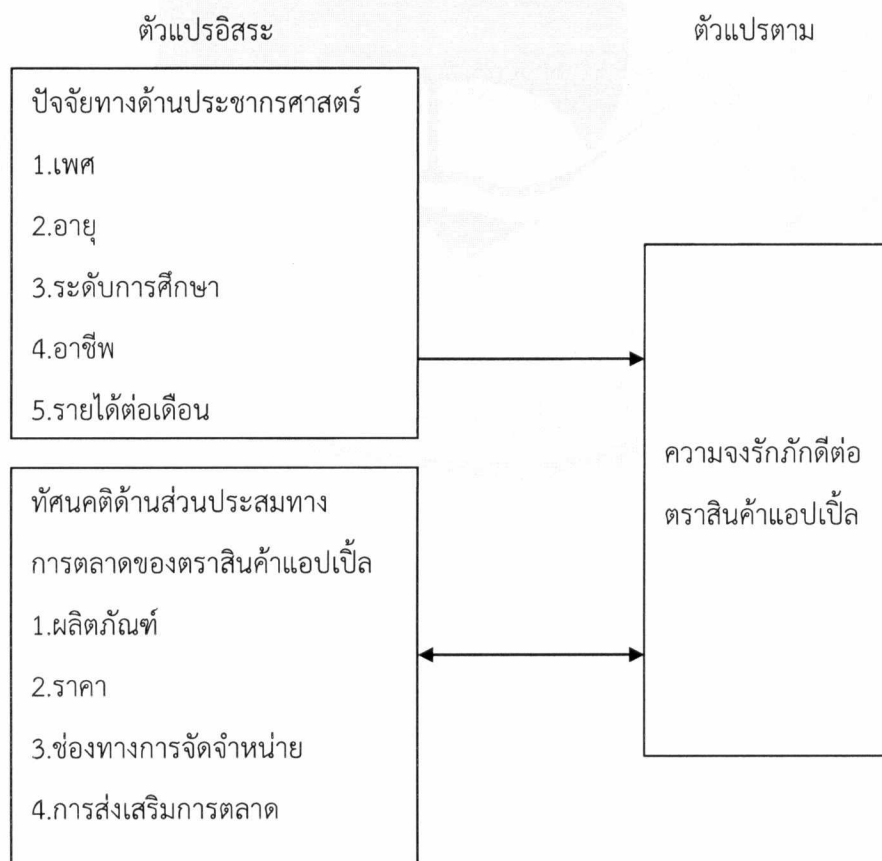 ตัวแปรอิสระ
ตัวแปรตาม
ปัจจัยทางด้านประชากรศาสตร์
1.เพศ
2.อายุ
3.ระดับการศึกษา
4.อาชีพ
5.รายได้ต่อเดือน
ทัศนคติด้านส่วนประสมทาง
การตลาดของตราสินค้าแอปเปิ้ล
1.ผลิตภัณฑ์
2.ราคา
3.ช่องทางการจัดจำหน่าย
4.การส่งเสริมการตลาด
ความจงรักภักดีต่อ
ตราสินค้าแอปเปิ้ล